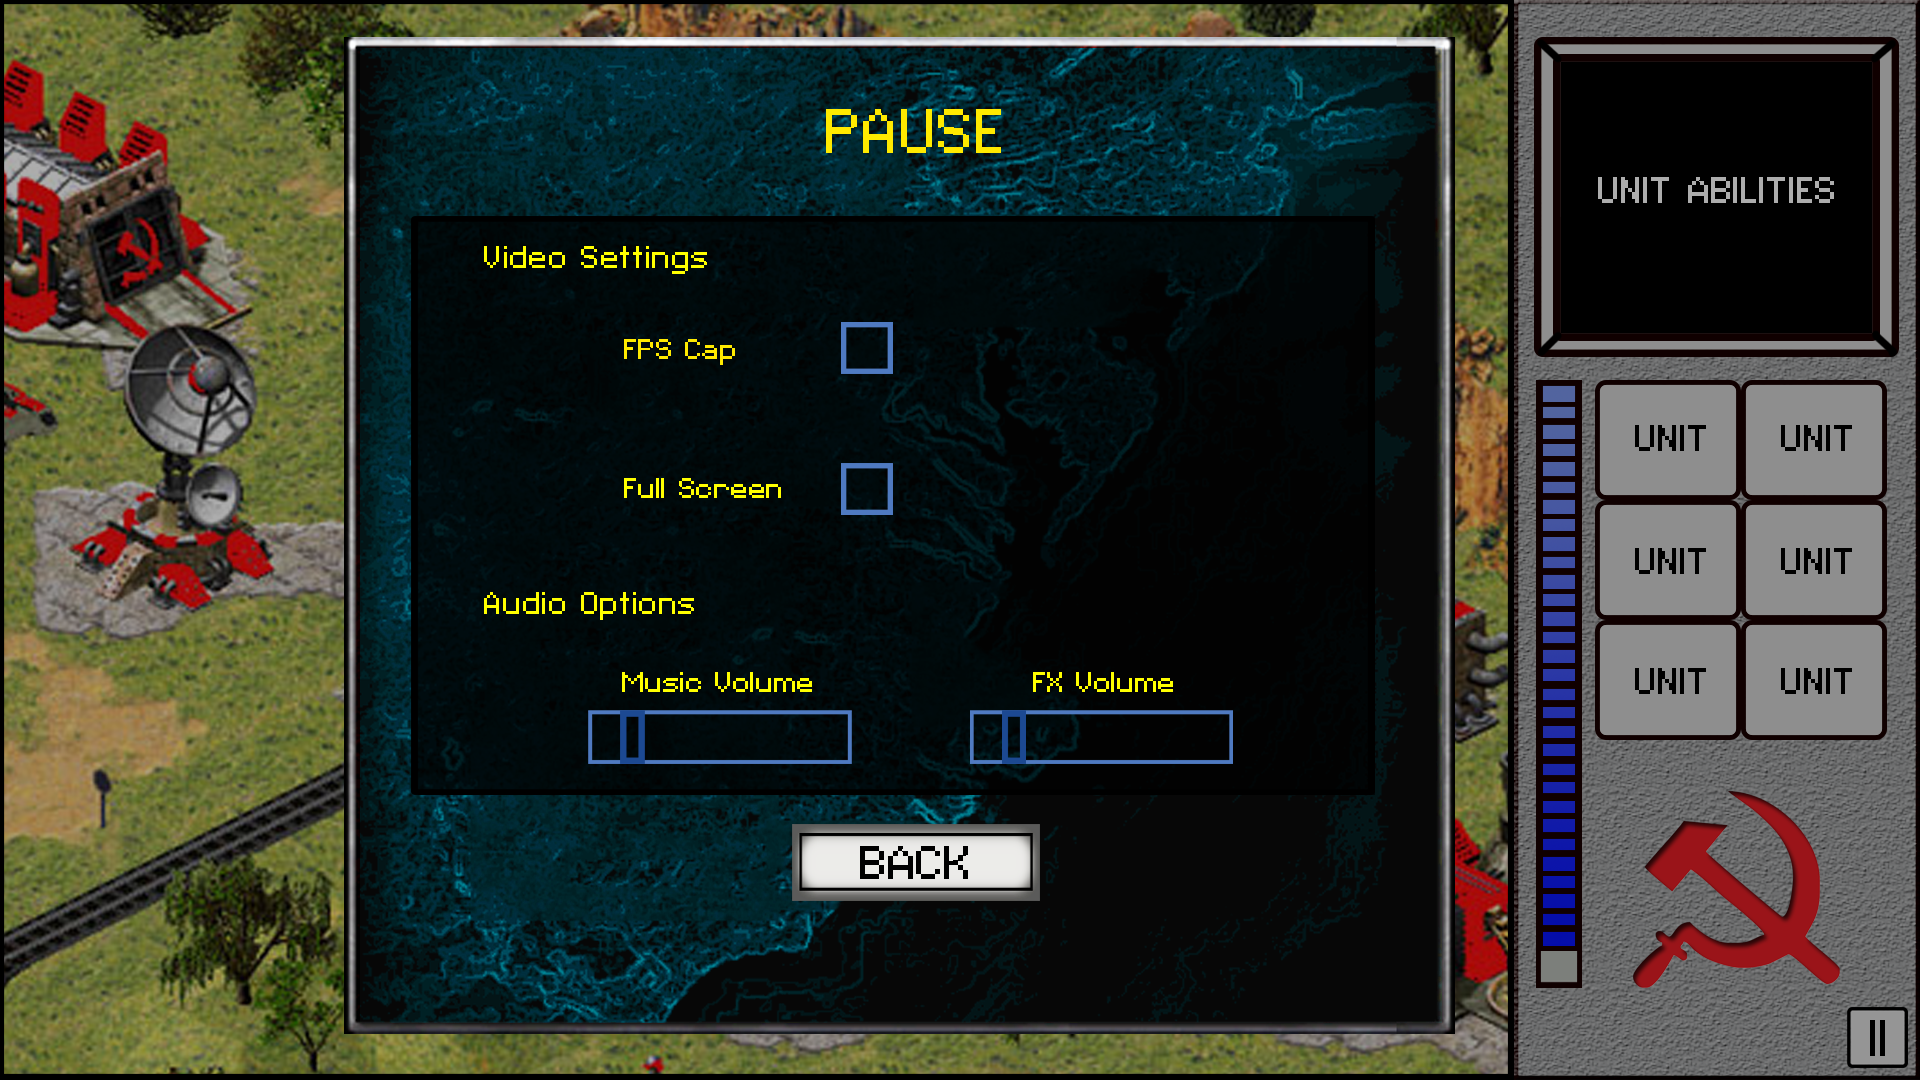 PAUSE
Video Settings
FPS Cap
Full Screen
Audio Options
Music Volume
FX Volume
BACK
UNIT ABILITIES
UNIT
UNIT
UNIT
UNIT
UNIT
UNIT